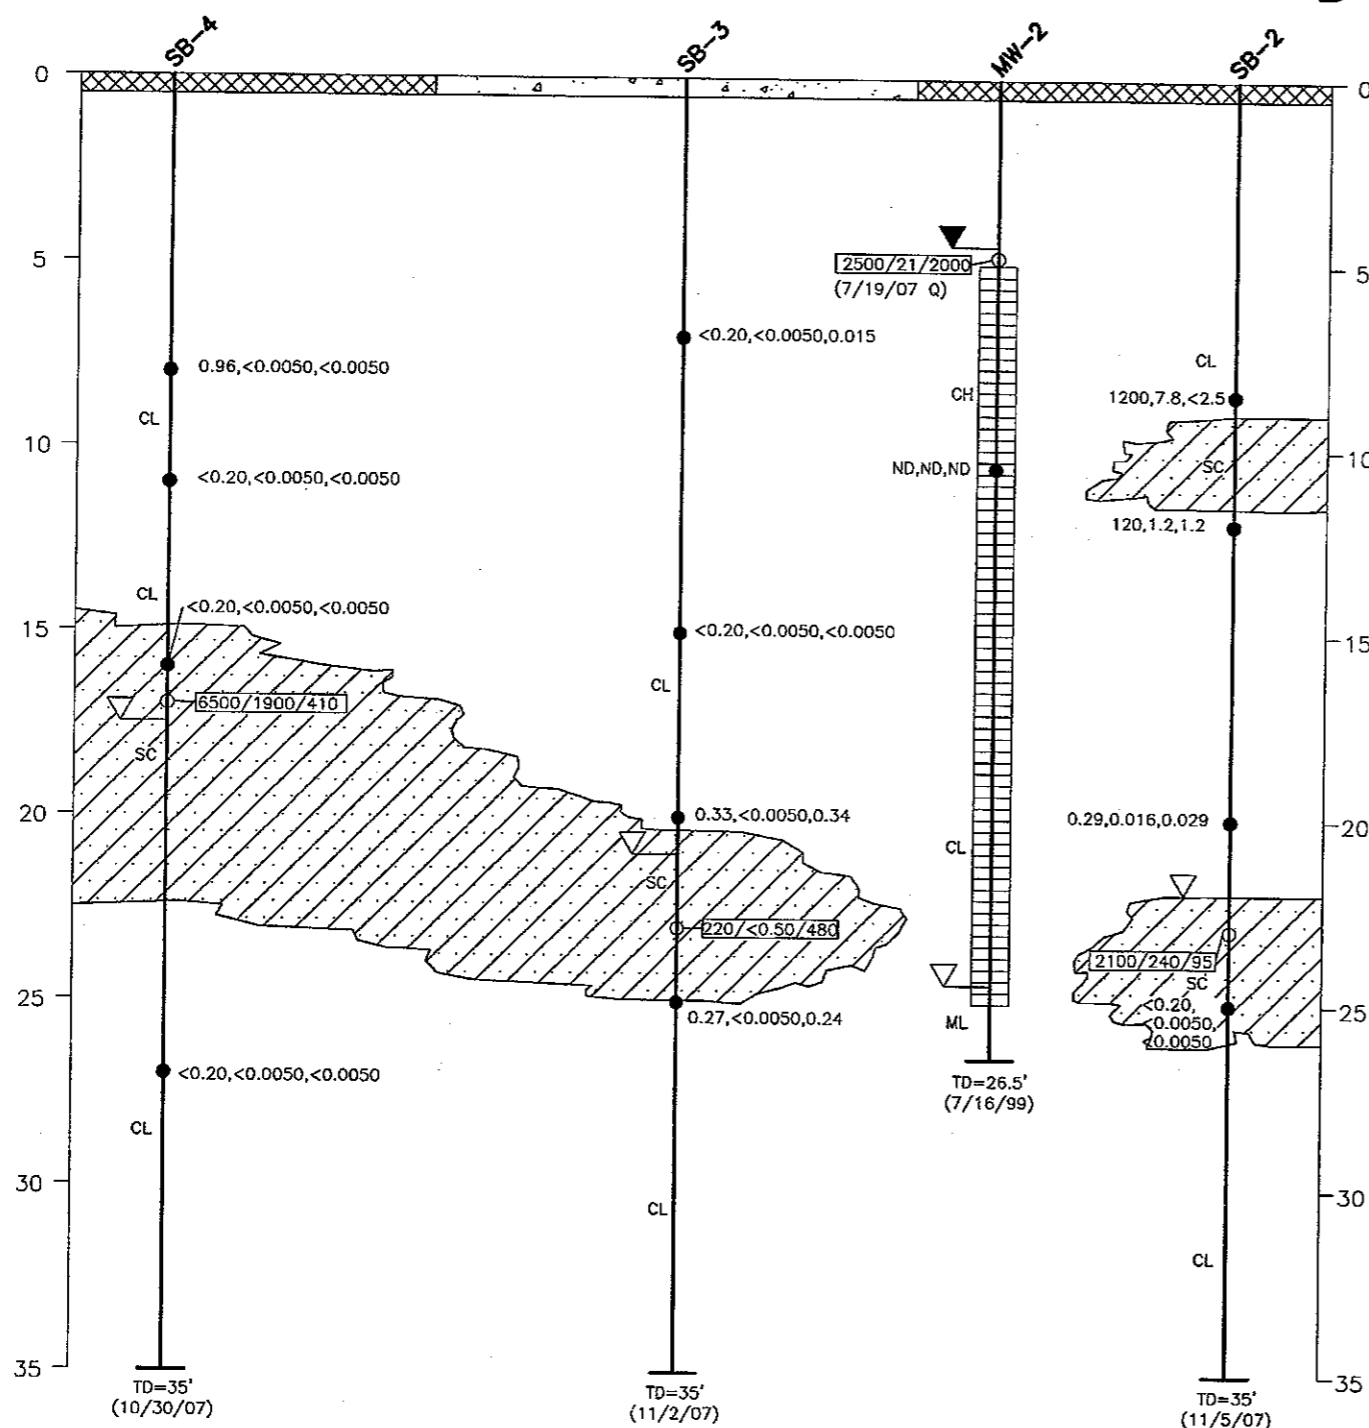 SB-4
SB-3
MW-2
SB-2
0
0
5
2500/21/2000
(7/19/07 Q)
5
<0.20,<0.0050,0.015
0.96,<0.0050,<0.0050
CL
CH
1200,7.8,<2.5
CL
10
ND,ND,ND
SC
10
<0.20,<0.0050,<0.0050
120,1.2,1.2
CL
<0.20,<0.0050,<0.0050
15
<0.20,<0.0050,<0.0050
15
CL
6500/1900/410
SC
20
0.33,<0.0050,0.34
0.29,0.016,0.029
20
CL
SC
220/<0.50/480
2100/240/95
SC
25
0.27,<0.0050,0.24
ML
<0.20,
<0.0050,
<0.0050
25
<0.20,<0.0050,<0.0050
TD=26.5'
(7/16/99)
CL
30
CL
30
CL
35
TD=35'
(10/30/07)
TD=35'
(11/2/07)
TD=35'
(11/5/07)
35